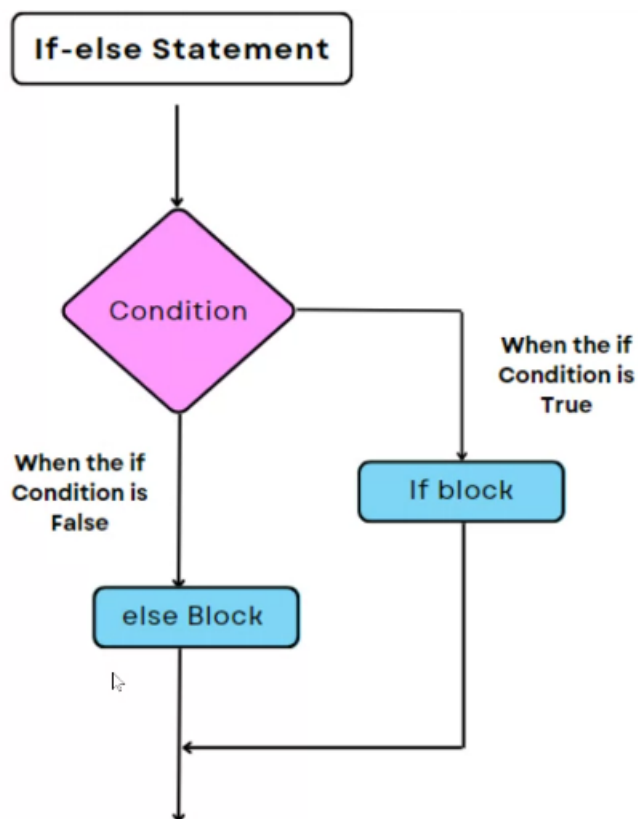 If-else Statement
Condition
When the if
Condition is
True
When the if
Condition is
False
If block
else Block